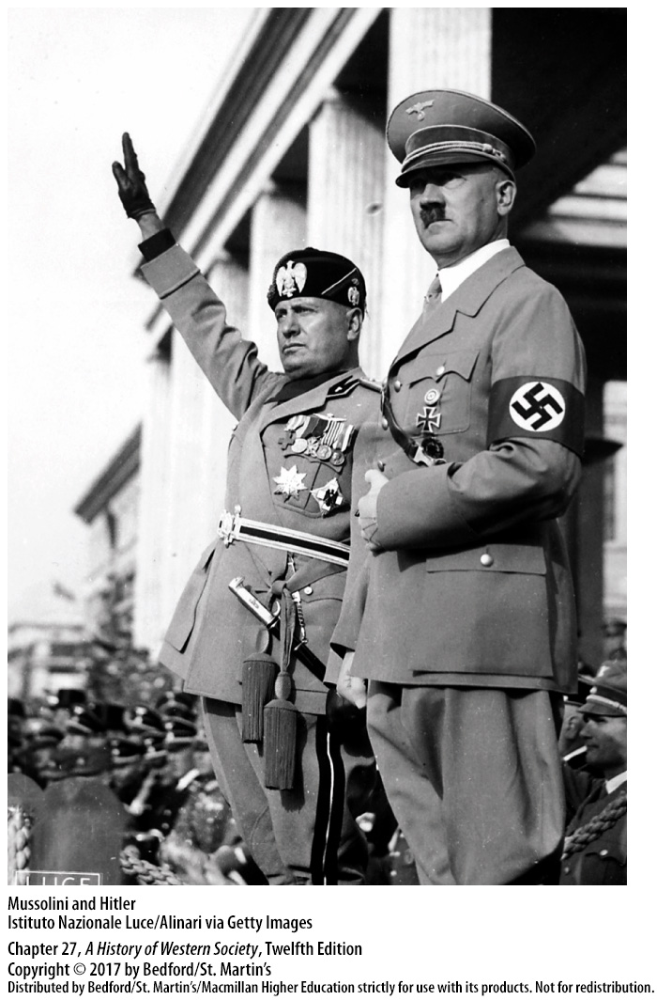 LUCE
Mussolini and Hitler
Istituto Nazionale Luce/Alinari via Getty Images
Chapter 27, A History of Western Society, Twelfth Edition
Copyright © 2017 by Bedford/St. Martin’s
Distributed by Bedford/St. Martin’s/Macmillan Higher Education strictly for use with its products. Not for redistribution.